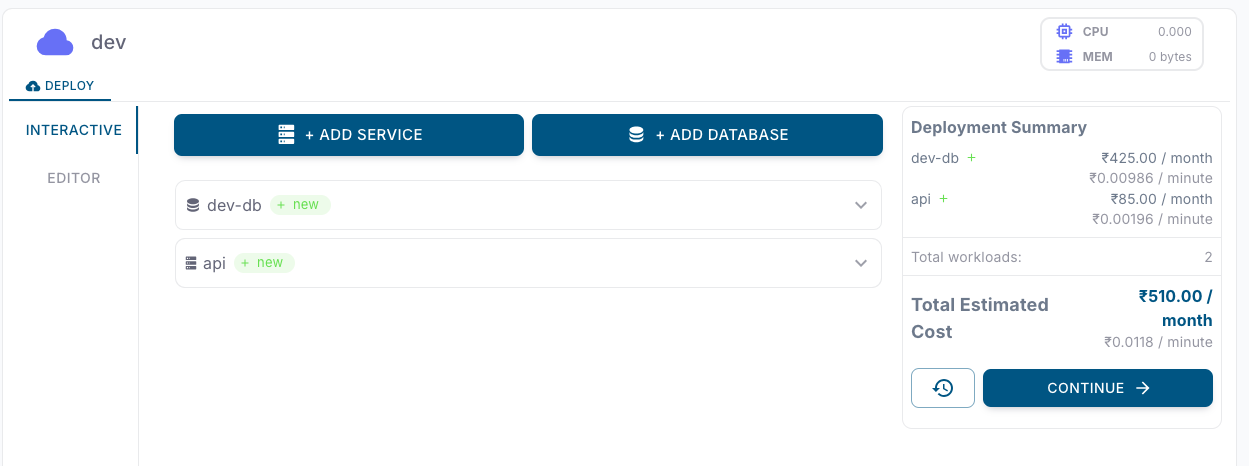 dev
CPU 0.000
MEM 0 bytes
DEPLOY
INTERACTIVE
EDITOR
+ ADD SERVICE
+ ADD DATABASE
dev-db + new
api + new
Deployment Summary
dev-db + ₹425.00 / month
₹0.00986 / minute
api + ₹85.00 / month
₹0.00196 / minute
Total workloads: 2
Total Estimated Cost
₹510.00 / month
₹0.0118 / minute
CONTINUE →